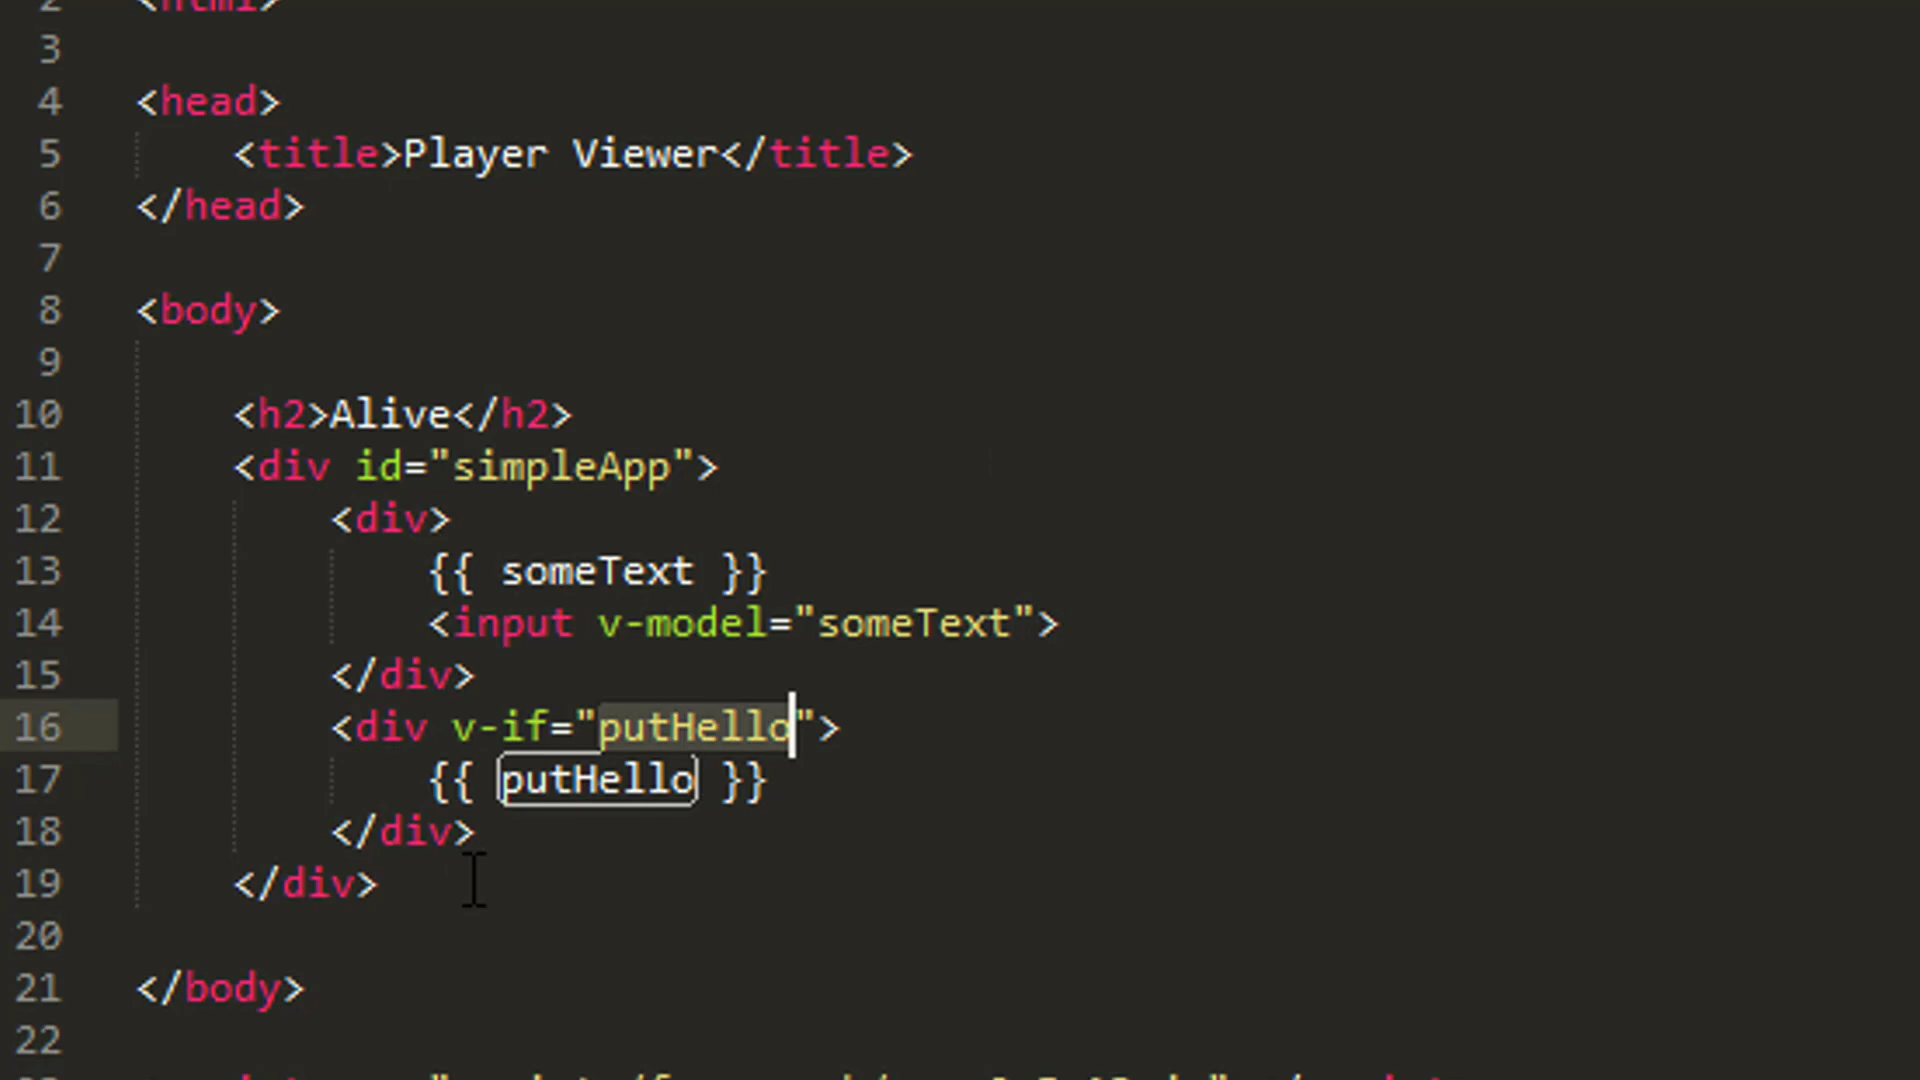 2 <html>
3
4 <head>
5 <title>Player Viewer</title>
6 </head>
7
8 <body>
9
10 <h2>Alive</h2>
11 <div id="simpleApp">
12 <div>
13 {{ someText }}
14 <input v-model="someText">
15 </div>
16 <div v-if="putHello">
17 {{ putHello }}
18 </div>
19 </div>
20
21 </body>
22